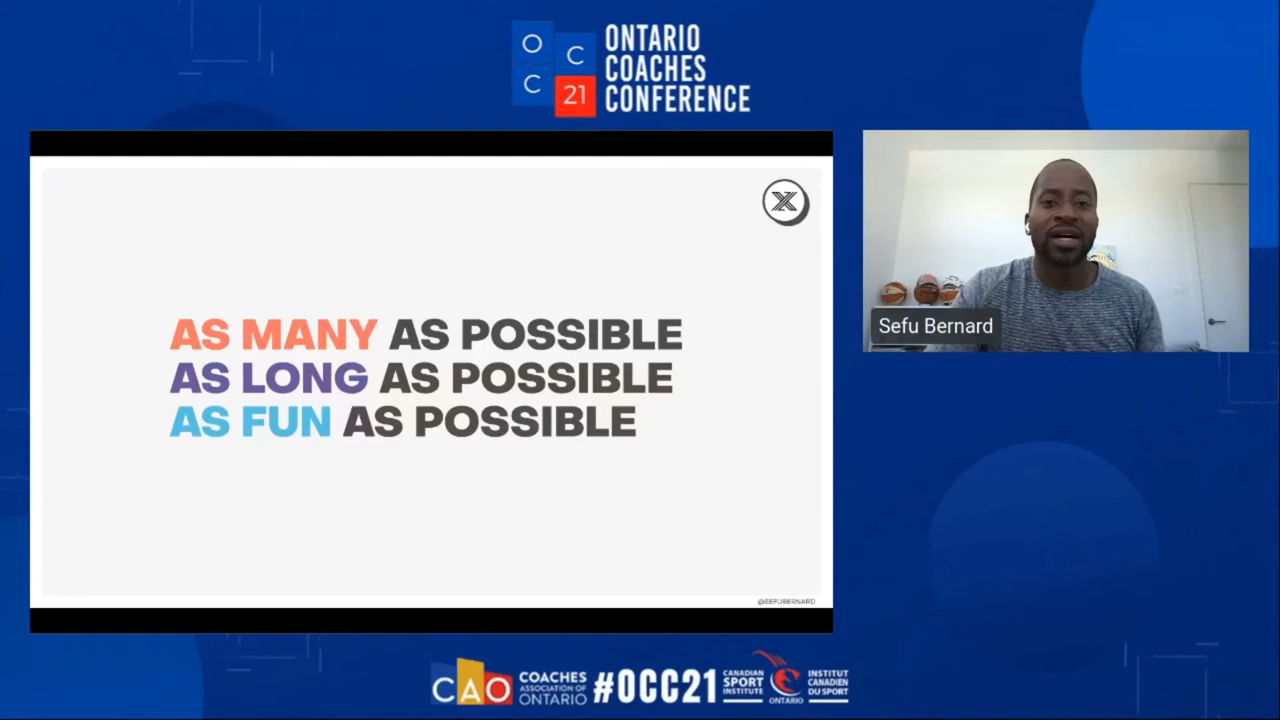 O
C
C
21
ONTARIO
COACHES
CONFERENCE
AS MANY AS POSSIBLE
AS LONG AS POSSIBLE
AS FUN AS POSSIBLE
@SEFUBERNARD
Sefu Bernard
CAO
COACHES
ASSOCIATION OF
ONTARIO
#OCC21
CANADIAN
SPORT
INSTITUTE
ONTARIO
INSTITUT
CANADIEN
DU SPORT